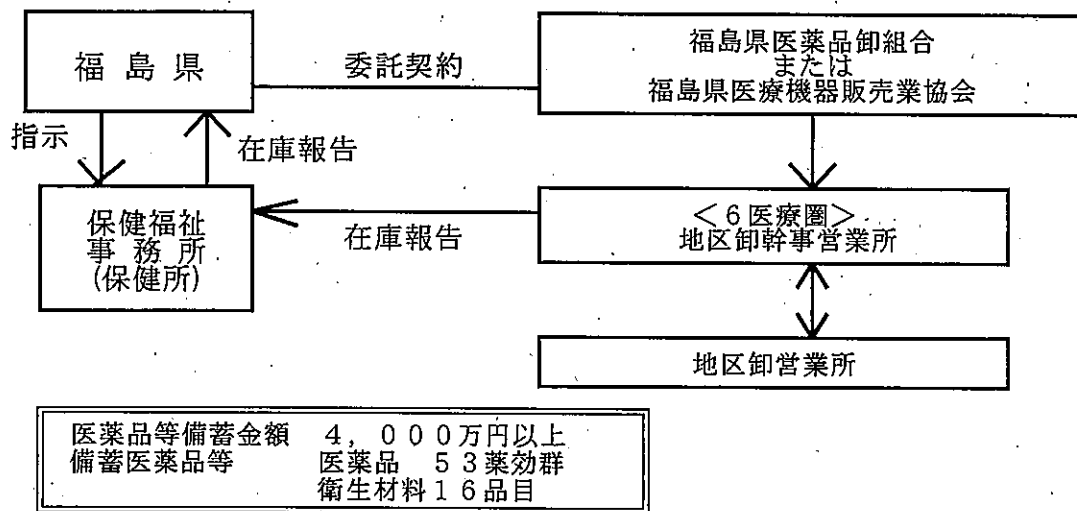 福島県
委託契約
福島県医薬品卸組合
または
福島県医療機器販売業協会
指示
在庫報告
保健福祉
事務所
(保健所)
在庫報告
<6医療圏>
地区卸幹事営業所
地区卸営業所
医薬品等備蓄金額 4,000万円以上
備蓄医薬品等 医薬品 53薬効群
衛生材料16品目